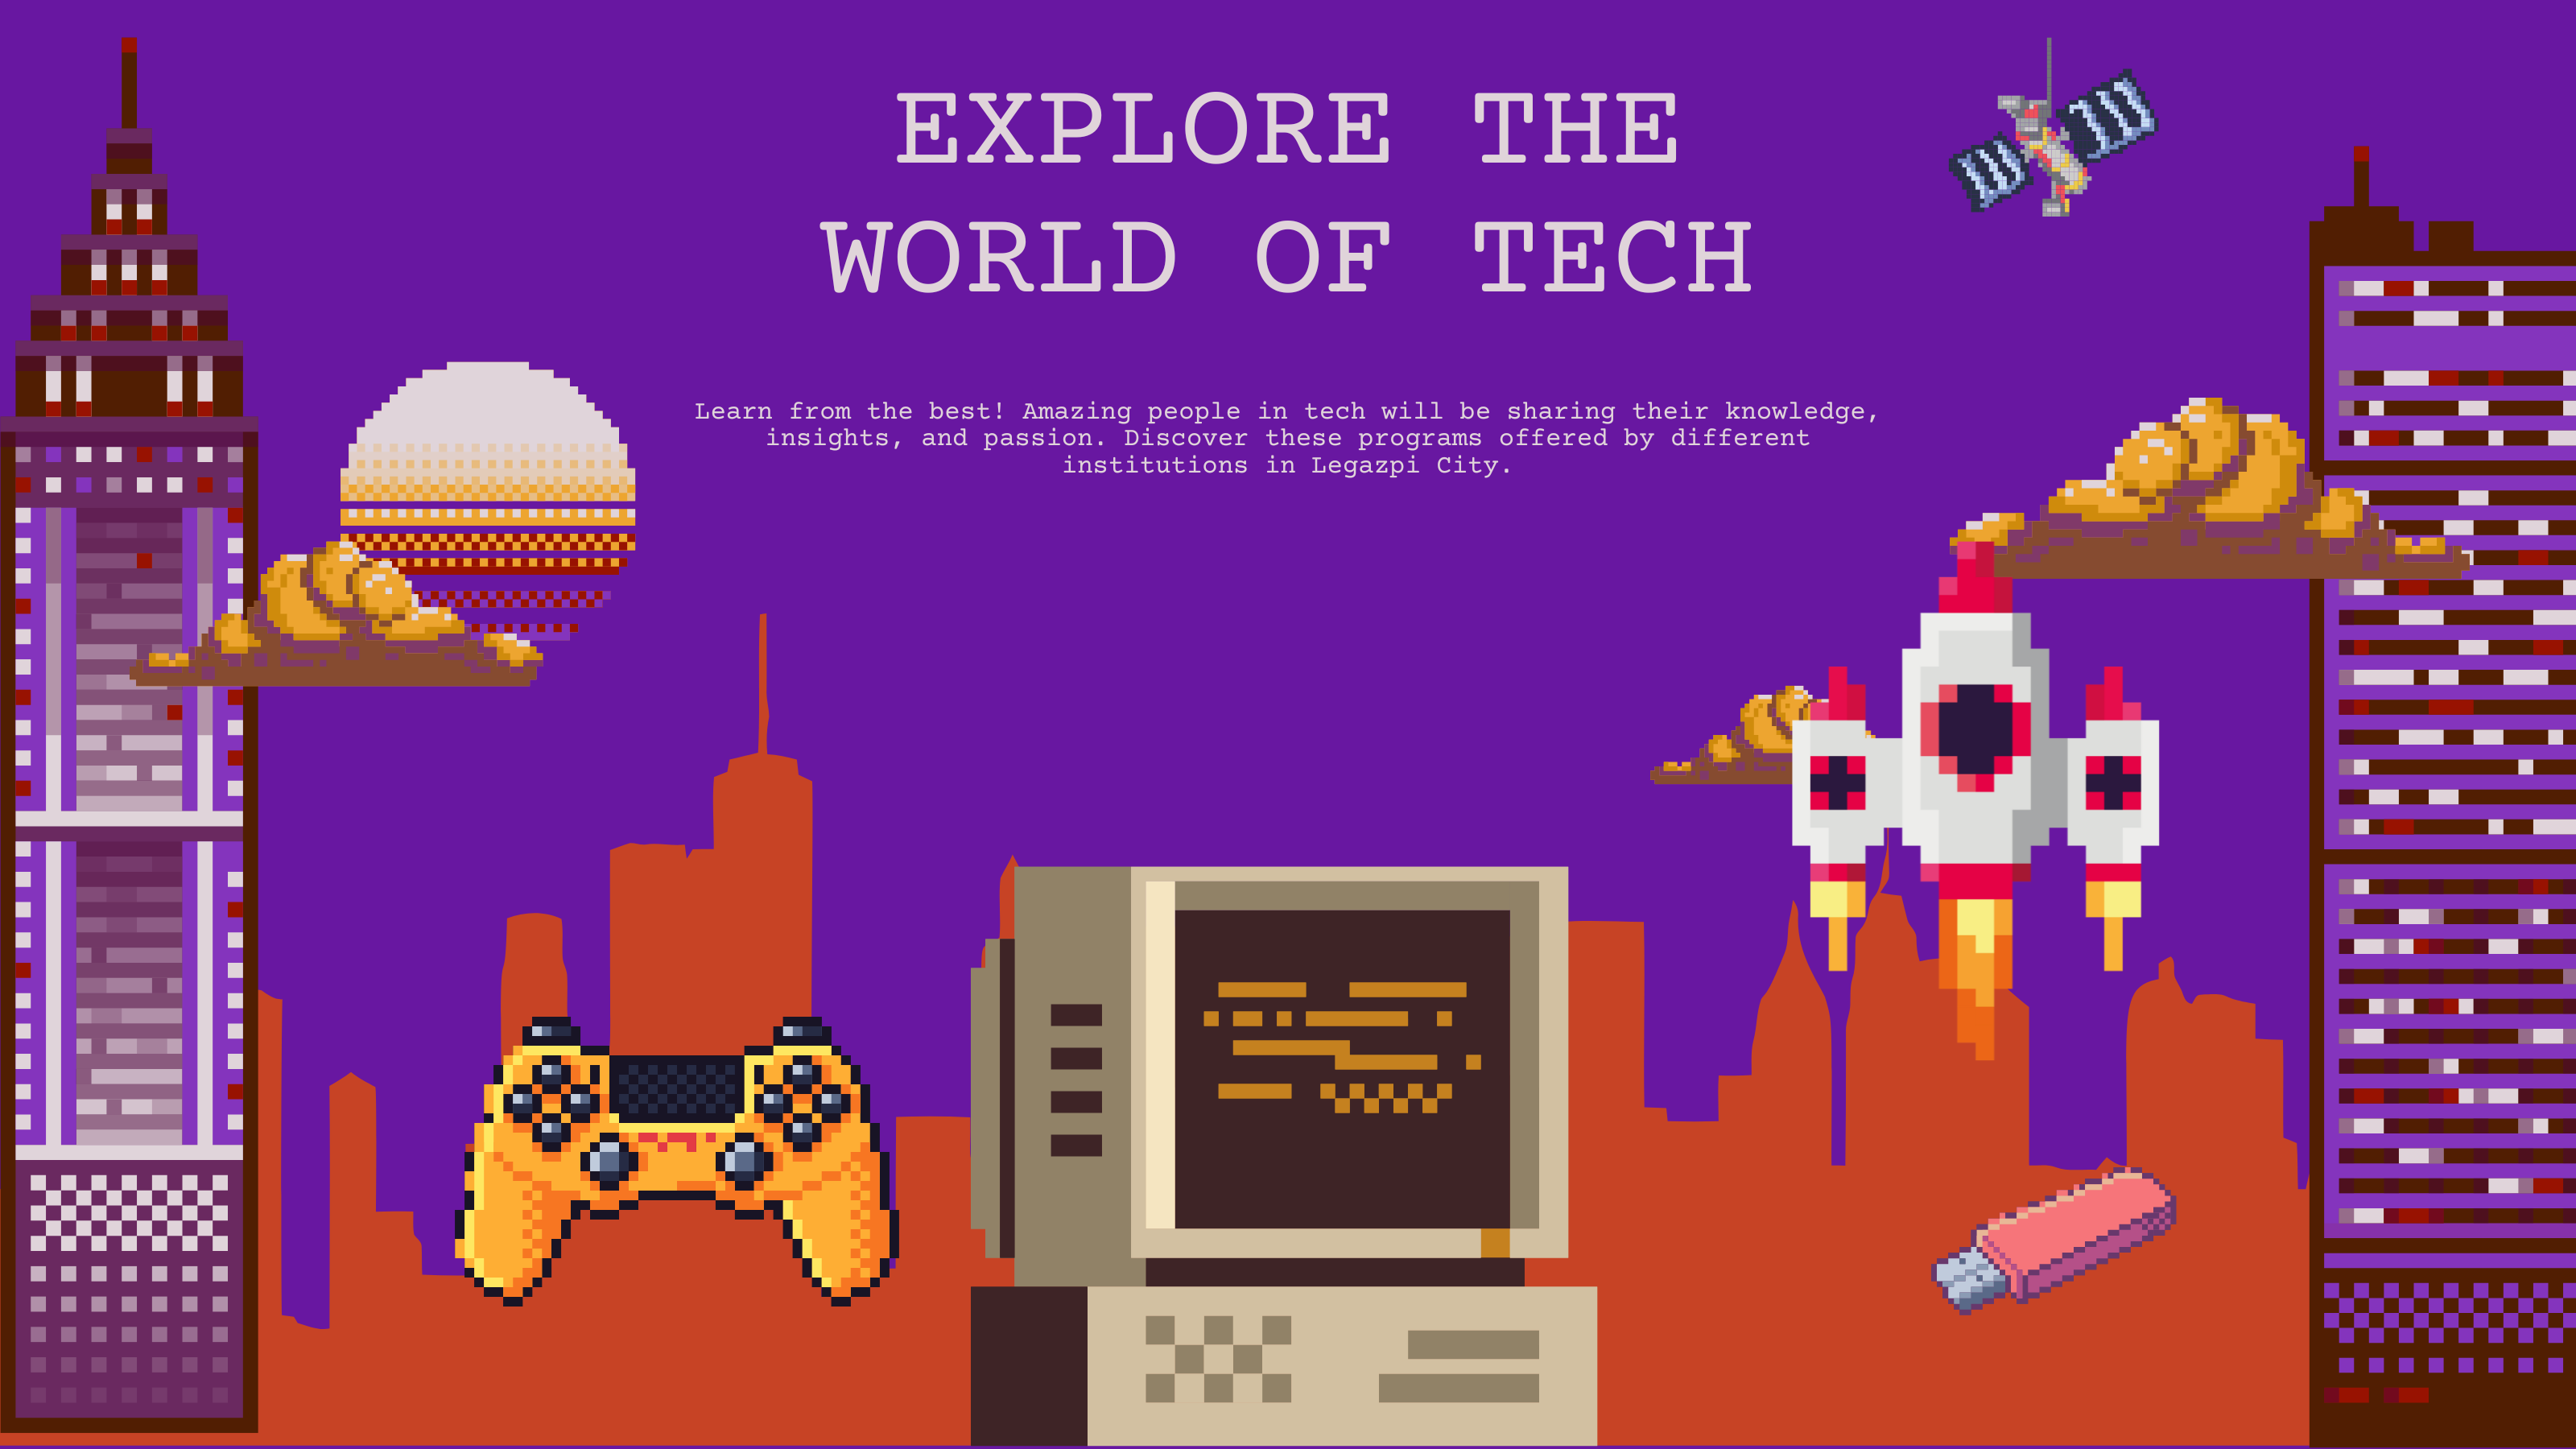 EXPLORE THE
WORLD OF TECH
Learn from the best! Amazing people in tech will be sharing their knowledge,
insights, and passion. Discover these programs offered by different
institutions in Legazpi City.